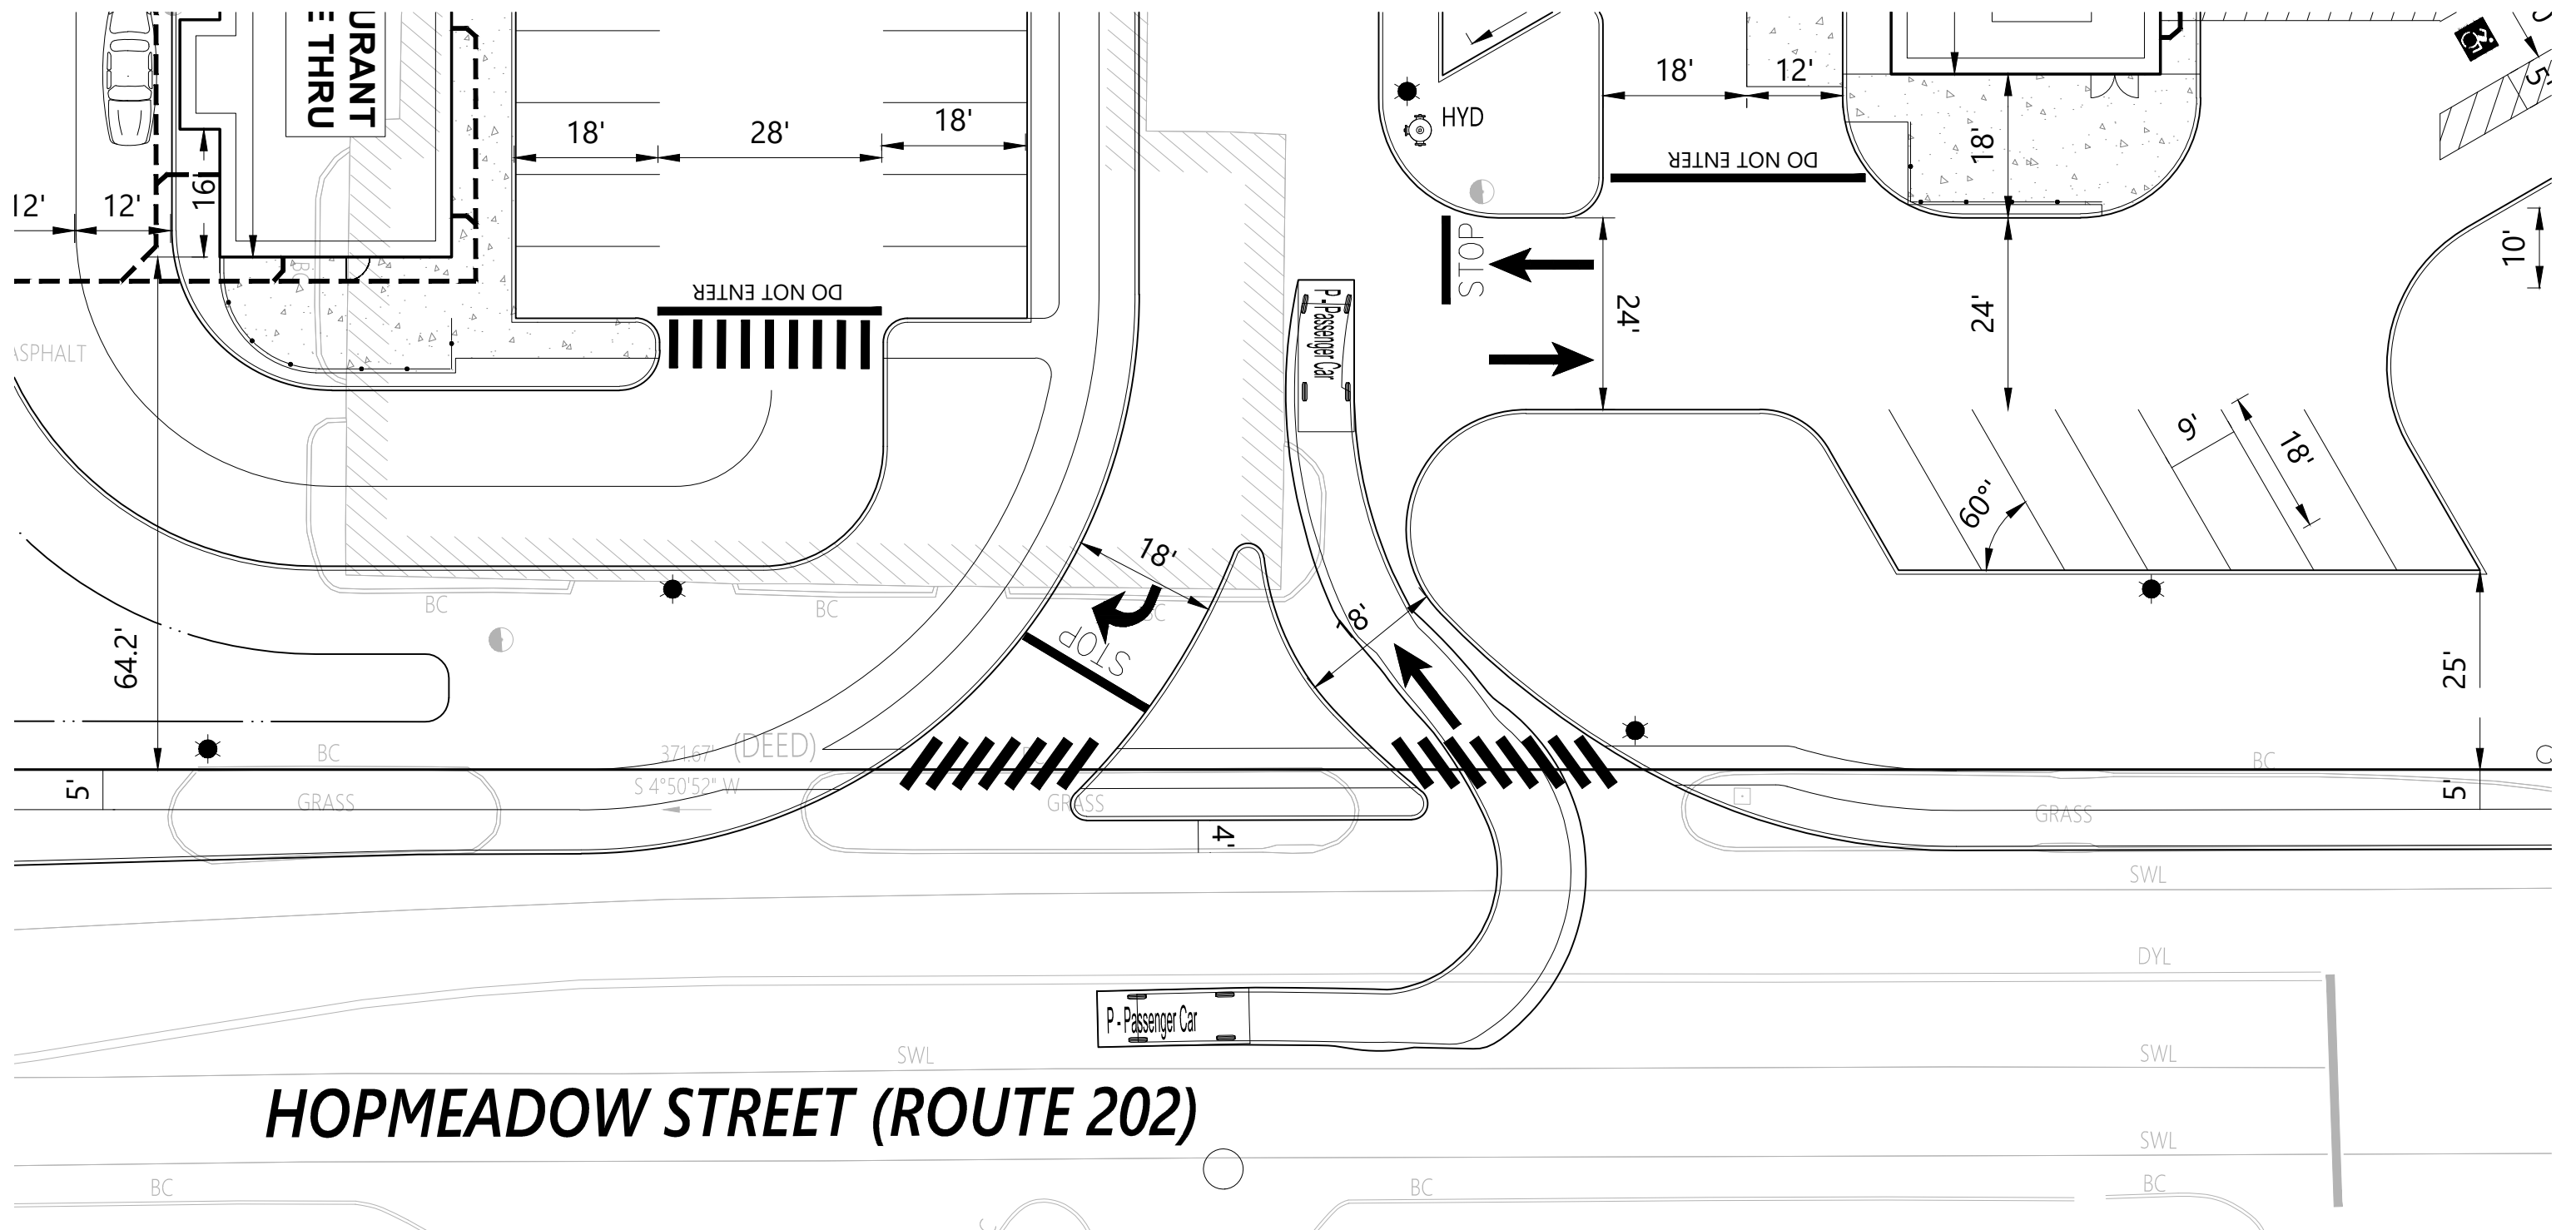 URANT
E THRU
18'
12'
5'
HYD
18'
28'
18'
DO NOT ENTER
18'
16'
12'
12'
10'
STOP
DO NOT ENTER
P - Passenger Car
24'
24'
ASPHALT
BC
9'
18'
60°
18'
BC
BC
BC
STOP
18'
64.2'
25'
BC
371.67' (DEED)
S 4°50'52" W
BC
5'
GRASS
GRASS
GRASS
5'
4'
SWL
DYL
P - Passenger Car
SWL
SWL
HOPMEADOW STREET (ROUTE 202)
SWL
BC
BC
BC